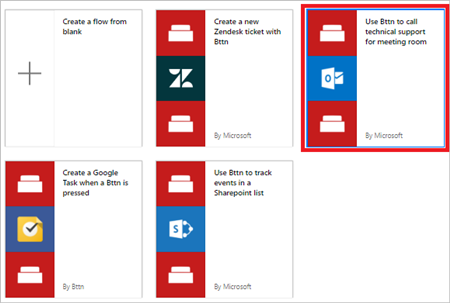 Create a flow from
blank
Create a new
Zendesk ticket with
Bttn
By Microsoft
Use Bttn to call
technical support
for meeting room
By Microsoft
Create a Google
Task when a Bttn is
pressed
By Bttn
Use Bttn to track
events in a
Sharepoint list
By Microsoft